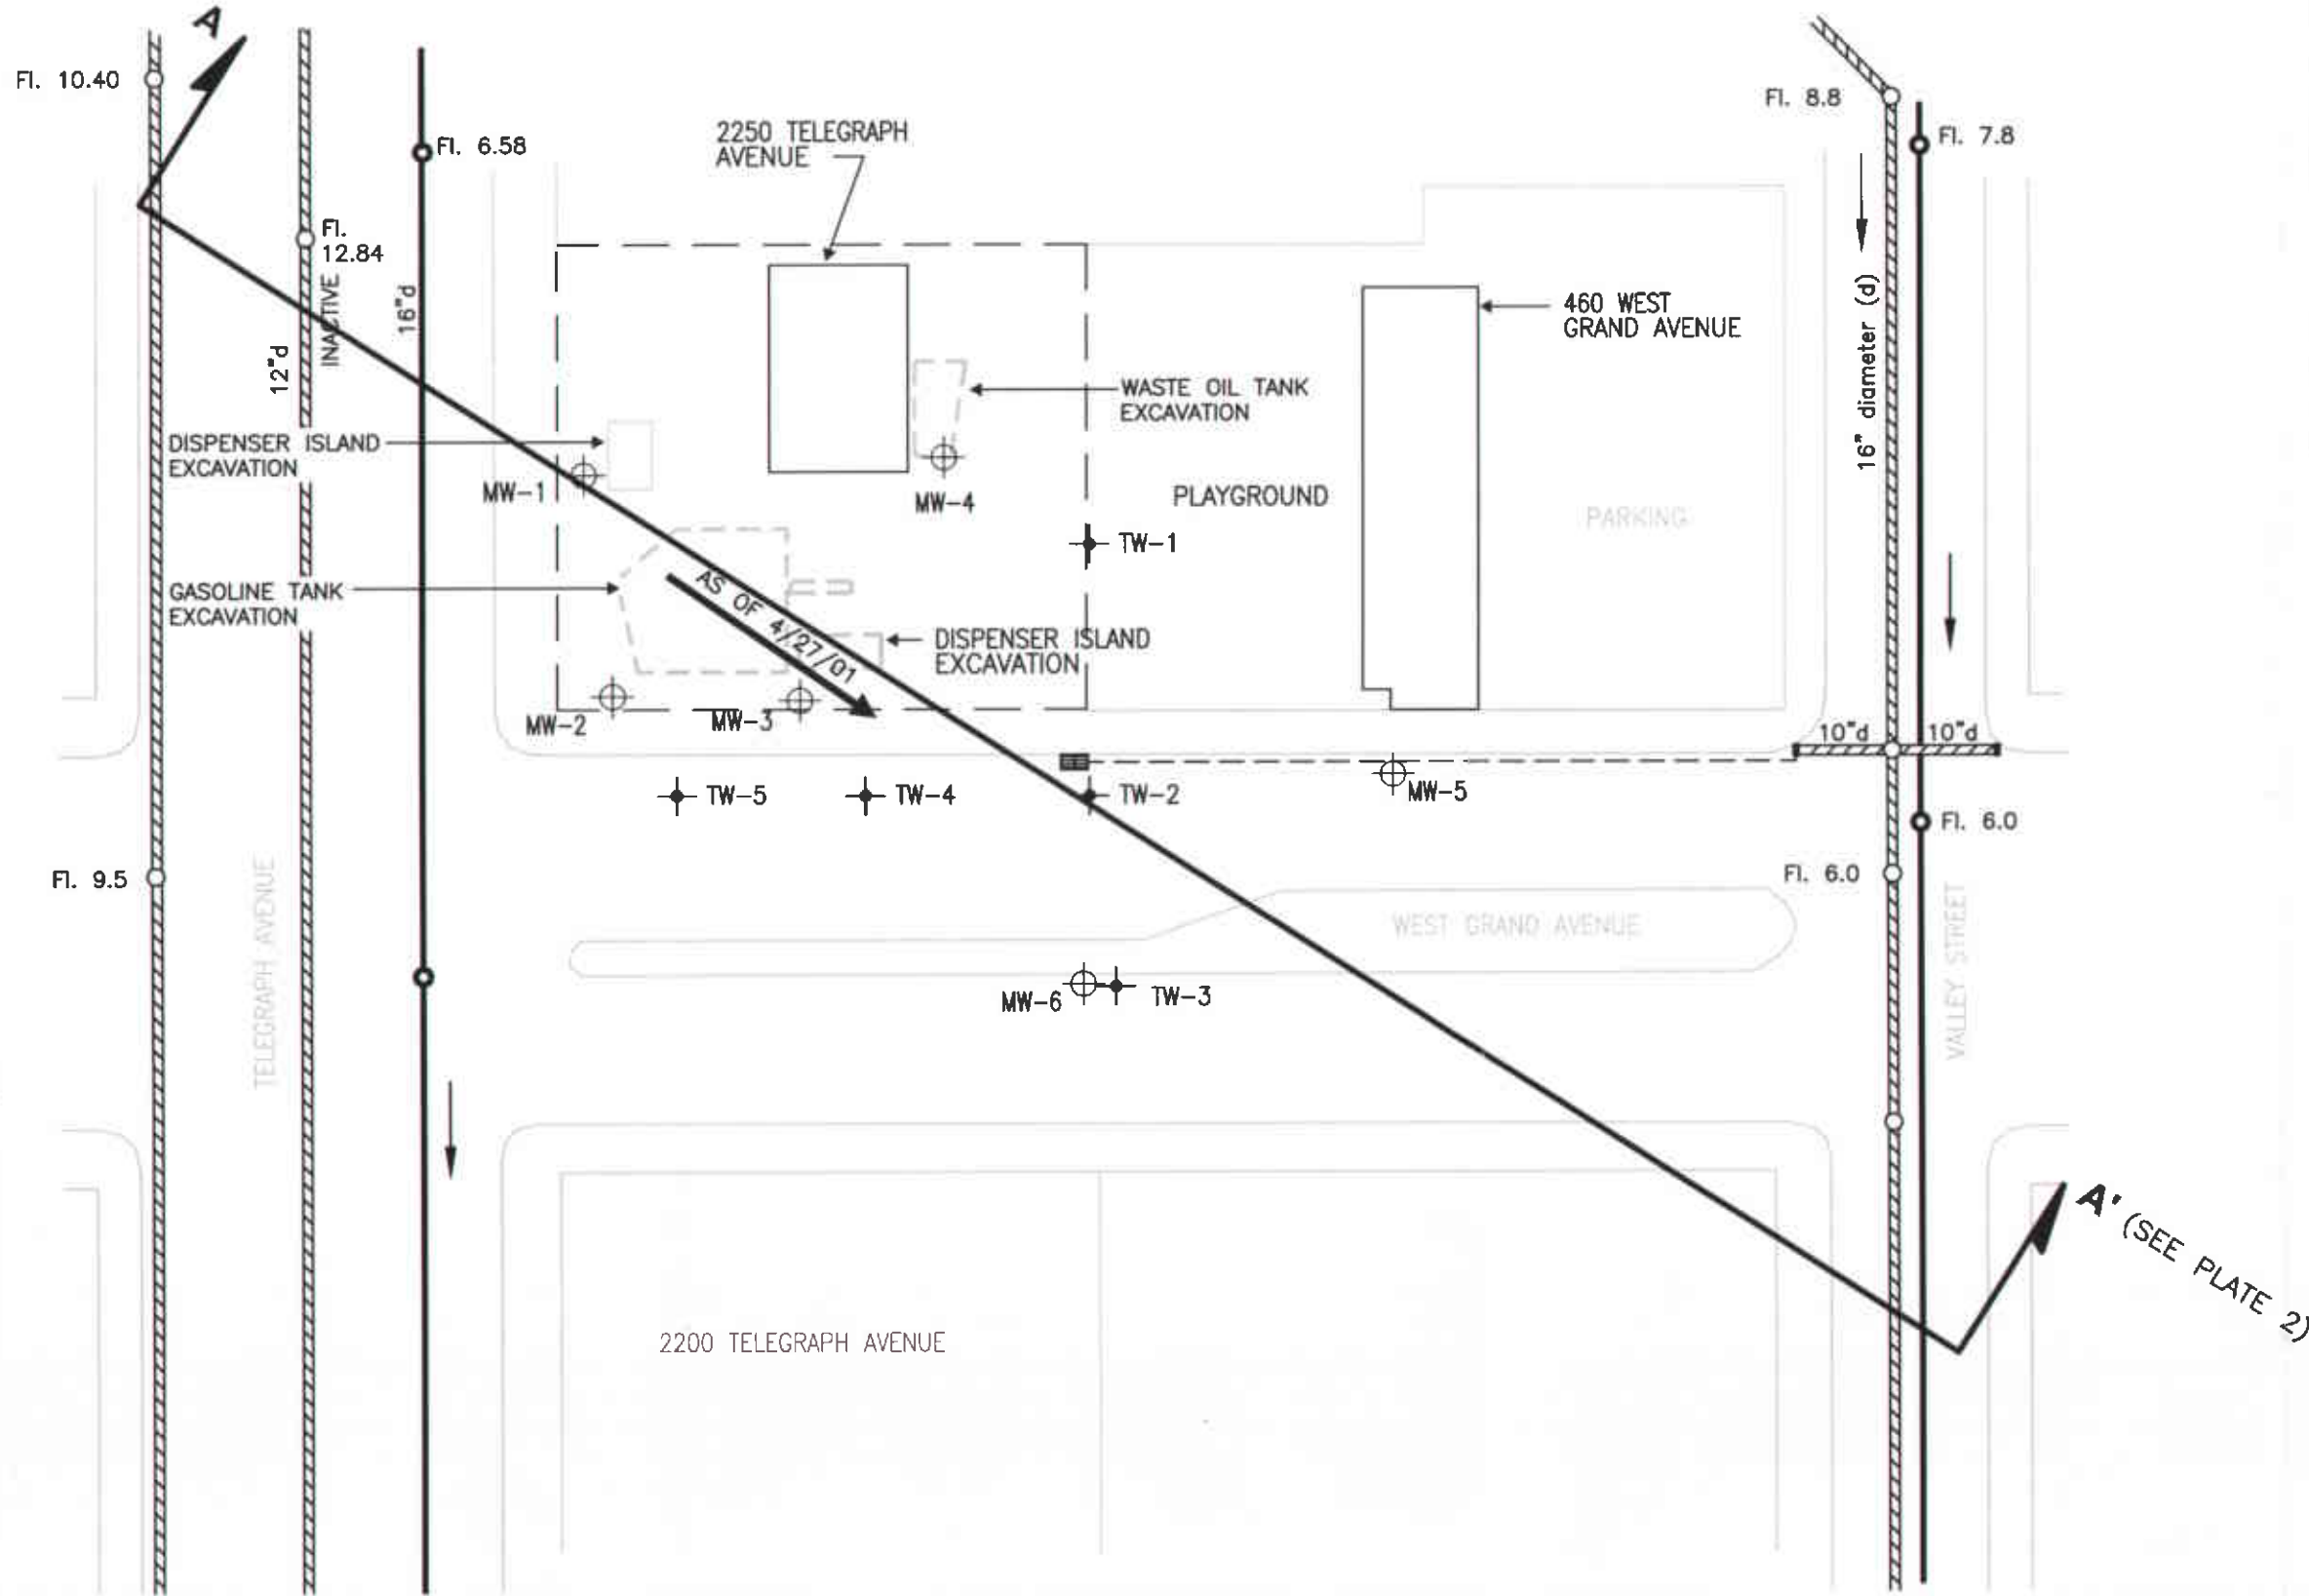 A
Fl. 10.40
Fl. 8.8
2250 TELEGRAPH
AVENUE
Fl. 7.8
Fl. 6.58
Fl.
12.84
INACTIVE
16"d
12"d
16" diameter (d)
460 WEST
GRAND AVENUE
WASTE OIL TANK
EXCAVATION
DISPENSER ISLAND
EXCAVATION
MW-1
MW-4
PLAYGROUND
PARKING
TW-1
GASOLINE TANK
EXCAVATION
AS OF 4/27/01
DISPENSER ISLAND
EXCAVATION
MW-2
MW-3
10"d
10"d
TW-5
TW-4
TW-2
MW-5
Fl. 6.0
Fl. 9.5
Fl. 6.0
TELEGRAPH AVENUE
WEST GRAND AVENUE
VALLEY STREET
MW-6
TW-3
A' (SEE PLATE 2)
2200 TELEGRAPH AVENUE